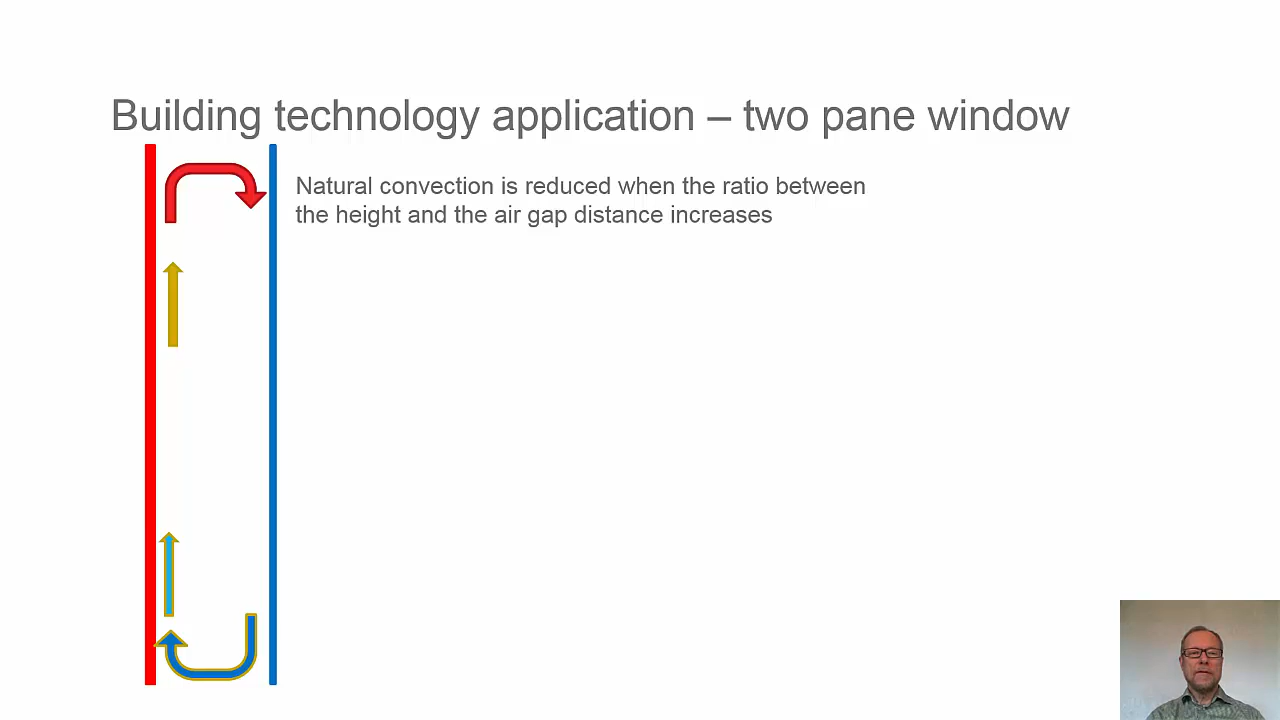 Building technology application – two pane window
Natural convection is reduced when the ratio between
the height and the air gap distance increases